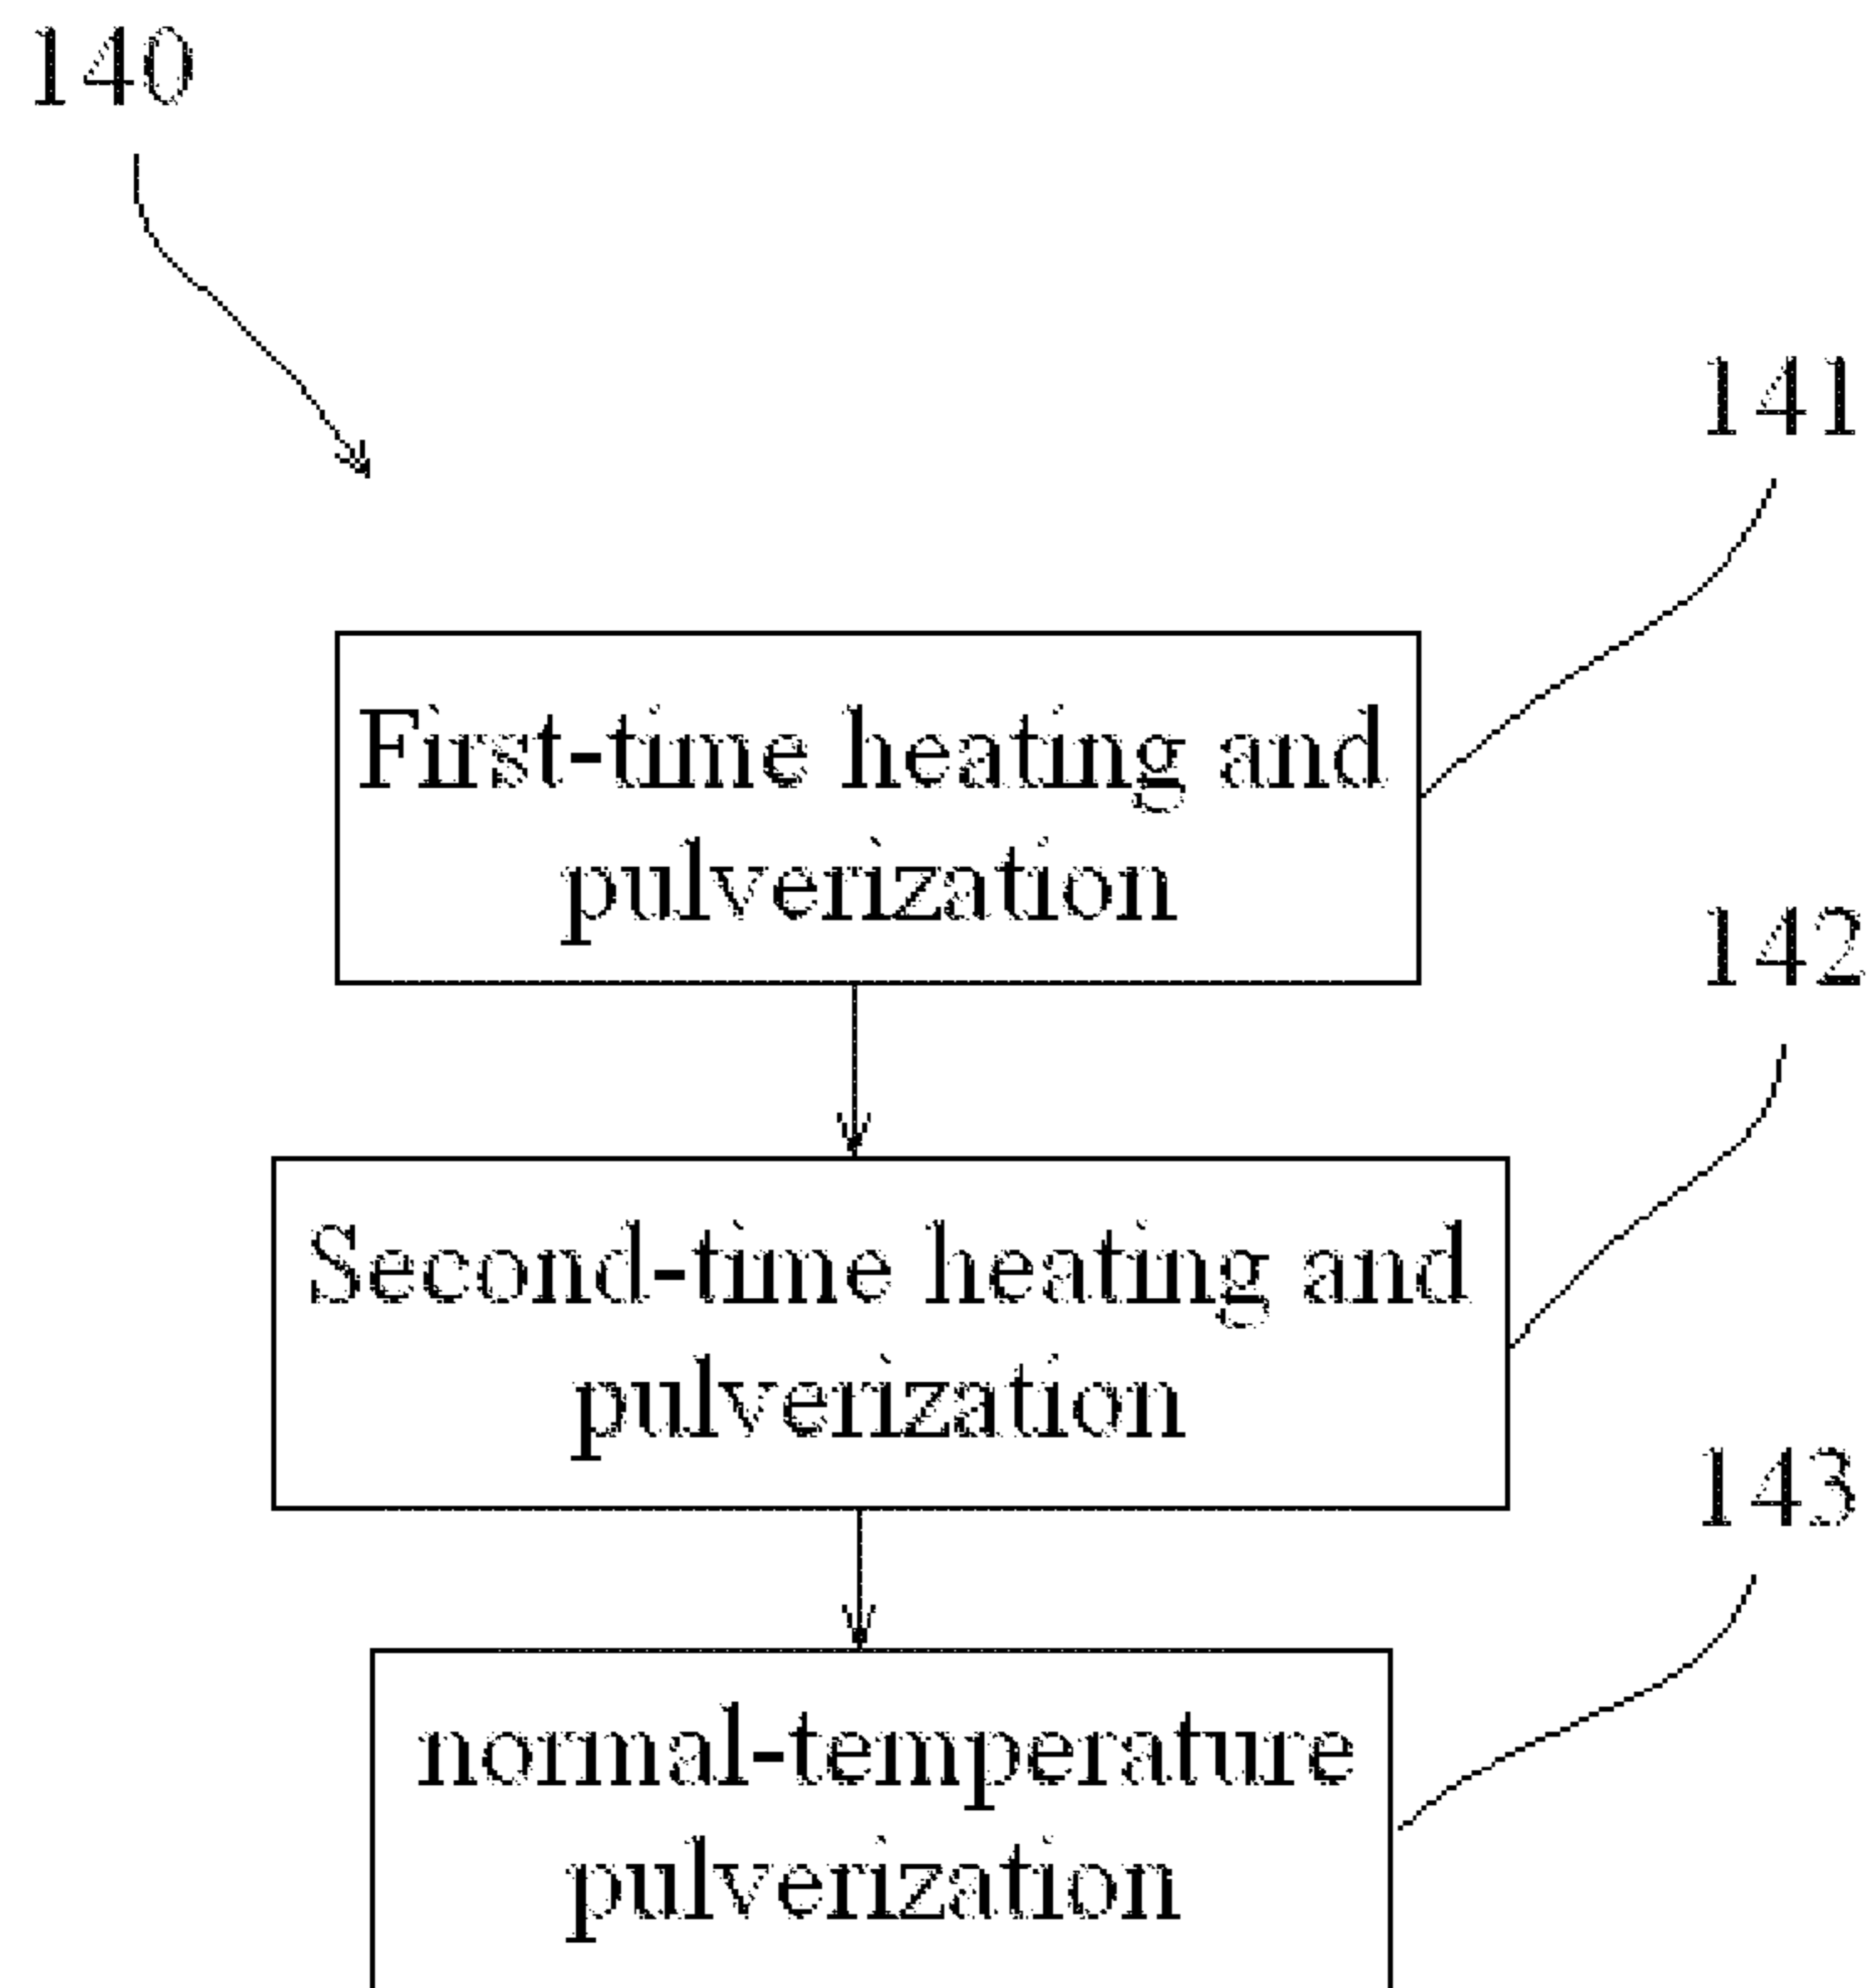 140
141
First-time heating and
pulverization
142
Second-time heating and
pulverization
143
normal-temperature
pulverization